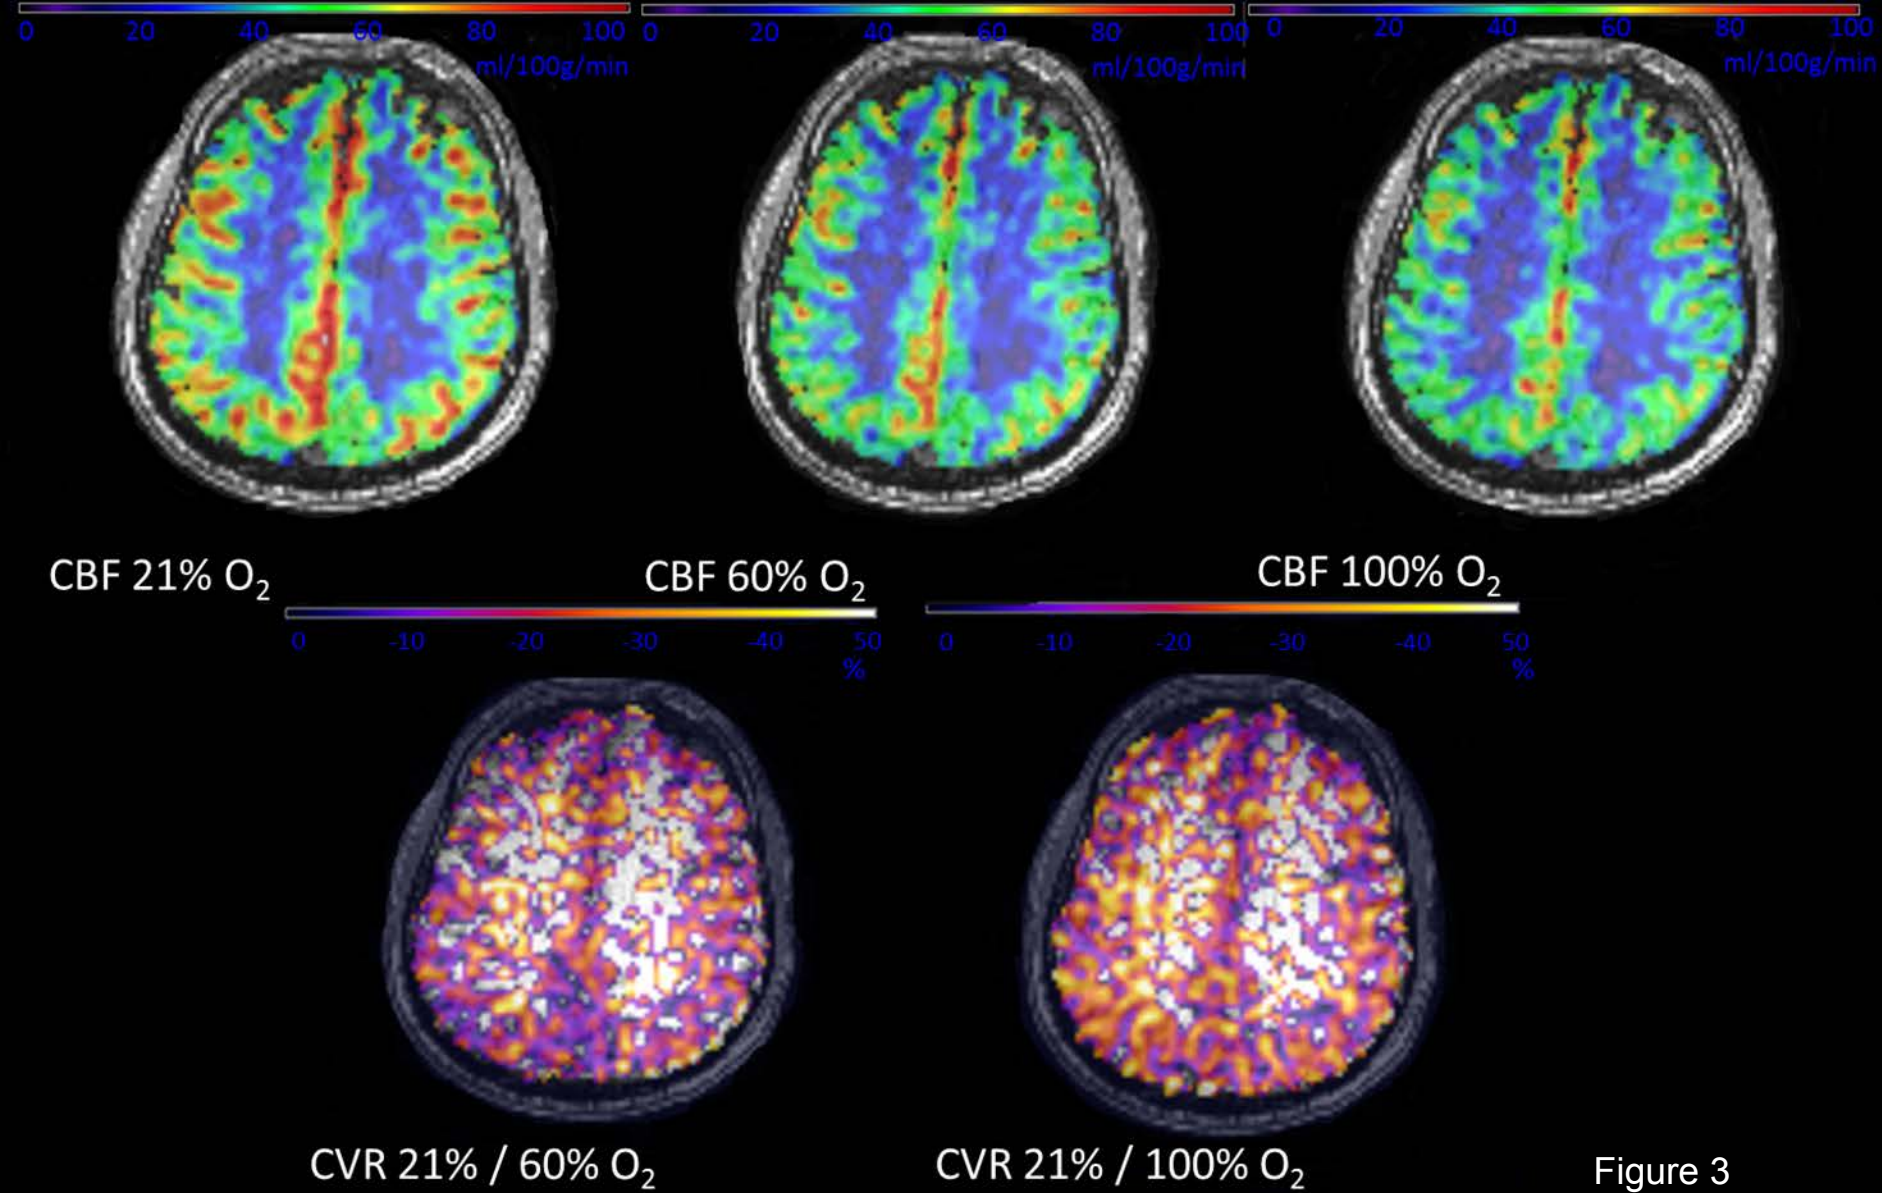 0 20 40 60 80 100
ml/100g/min
0 20 40 60 80 100
ml/100g/min
0 20 40 60 80 100
ml/100g/min
CBF 21% O₂
CBF 60% O₂
CBF 100% O₂
0 -10 -20 -30 -40 50
%
0 -10 -20 -30 -40 50
%
CVR 21% / 60% O₂
CVR 21% / 100% O₂
Figure 3